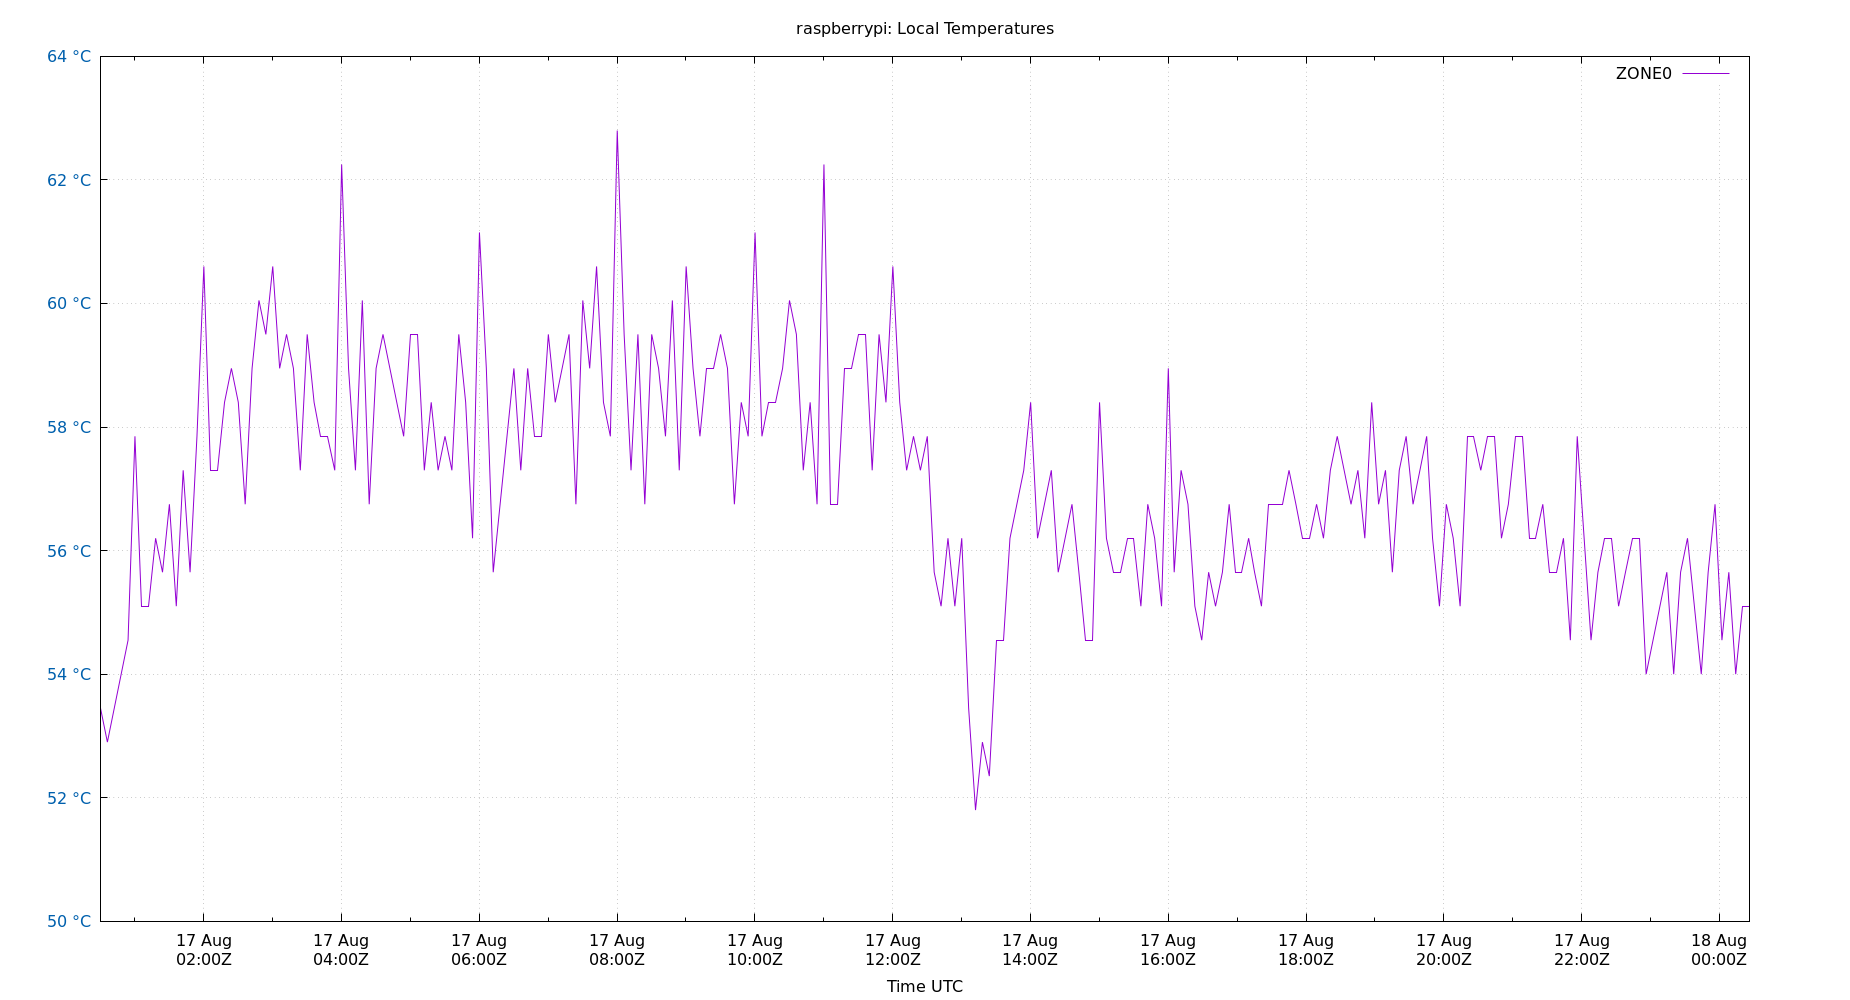 raspberrypi: Local Temperatures
64 °C
ZONE0
62 °C
60 °C
58 °C
56 °C
54 °C
52 °C
50 °C
17 Aug 17 Aug 17 Aug 17 Aug 17 Aug 17 Aug 17 Aug 17 Aug 17 Aug 17 Aug 17 Aug 18 Aug
02:00Z 04:00Z 06:00Z 08:00Z 10:00Z 12:00Z 14:00Z 16:00Z 18:00Z 20:00Z 22:00Z 00:00Z
Time UTC